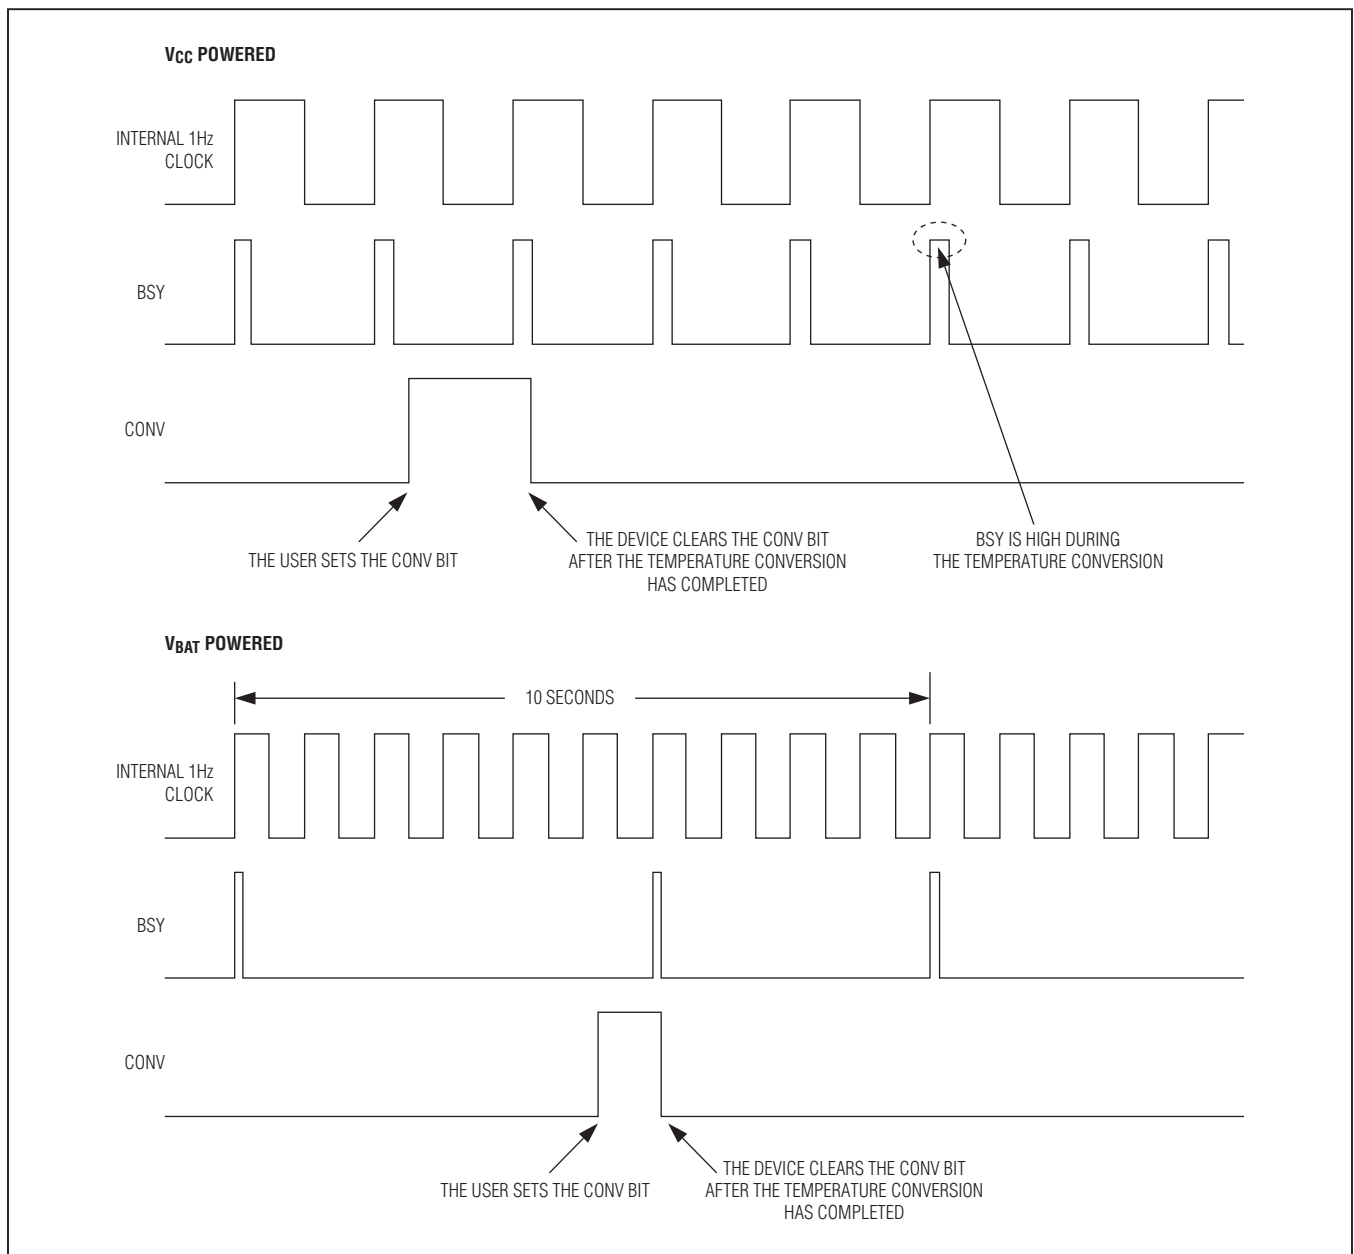 VCC POWERED
INTERNAL 1Hz
CLOCK
BSY
CONV
THE USER SETS THE CONV BIT
THE DEVICE CLEARS THE CONV BIT
AFTER THE TEMPERATURE CONVERSION
HAS COMPLETED
BSY IS HIGH DURING
THE TEMPERATURE CONVERSION
VBAT POWERED
10 SECONDS
INTERNAL 1Hz
CLOCK
BSY
CONV
THE USER SETS THE CONV BIT
THE DEVICE CLEARS THE CONV BIT
AFTER THE TEMPERATURE CONVERSION
HAS COMPLETED